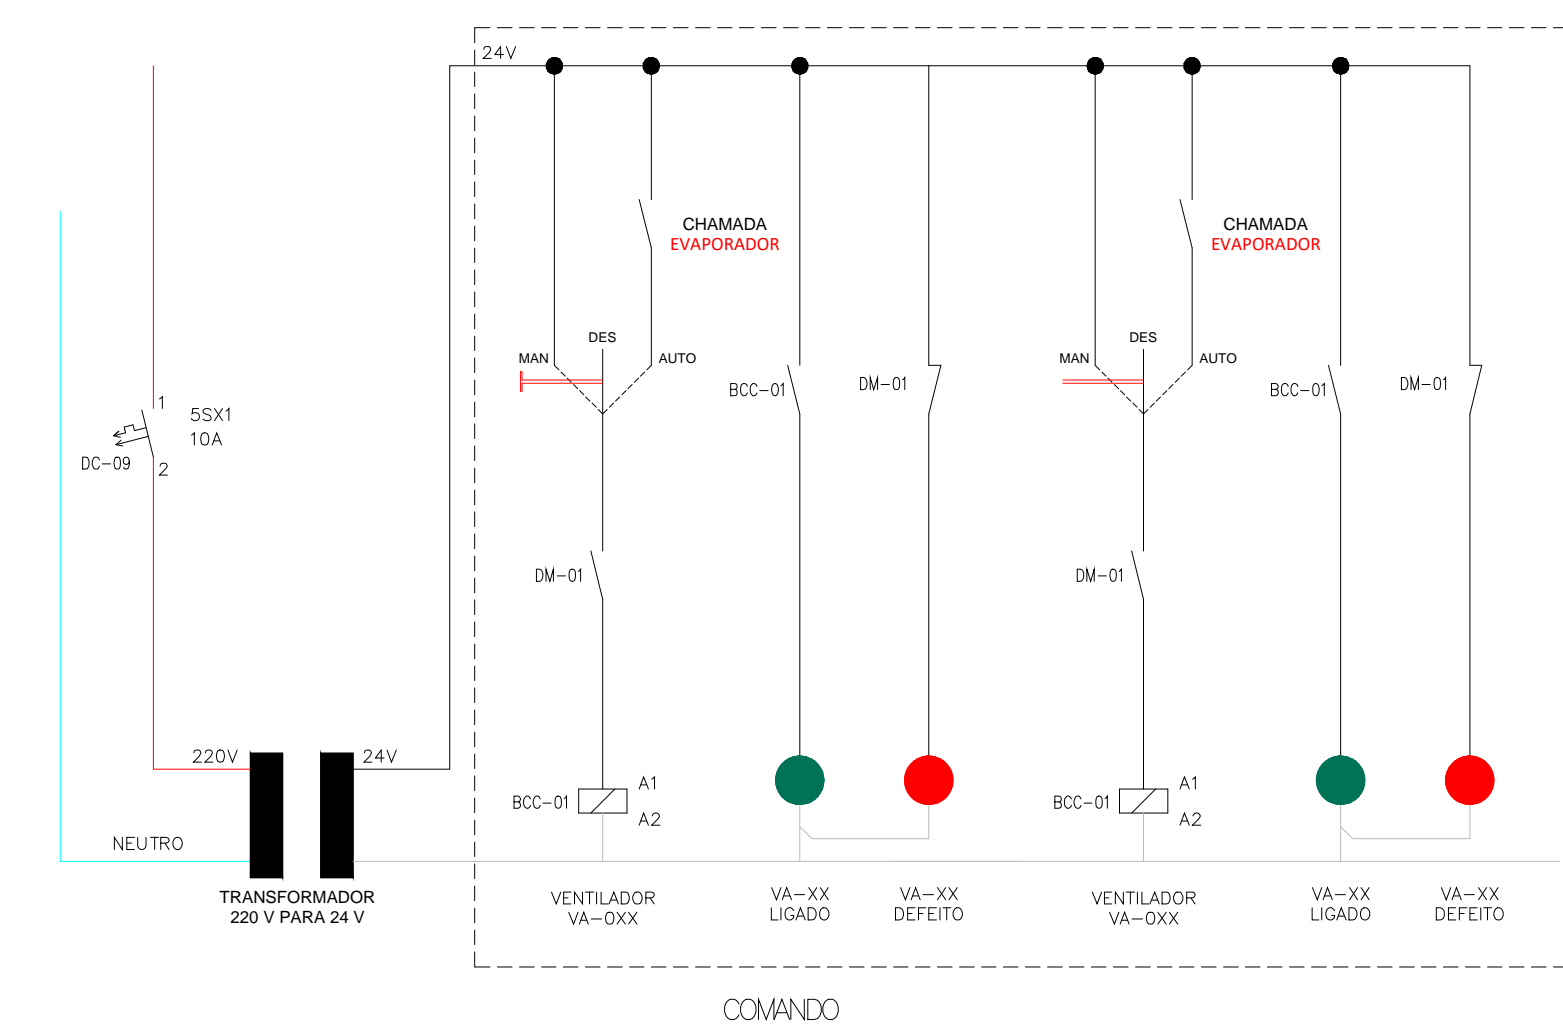 24V
CHAMADA
EVAPORADOR
CHAMADA
EVAPORADOR
DES
MAN
AUTO
DES
MAN
AUTO
BCC-01
DM-01
BCC-01
DM-01
1
5SX1
10A
DC-09
2
DM-01
DM-01
220V
24V
BCC-01
A1
A2
BCC-01
A1
A2
NEUTRO
TRANSFORMADOR
220 V PARA 24 V
VENTILADOR
VA-0XX
VA-XX
LIGADO
VA-XX
DEFEITO
VENTILADOR
VA-0XX
VA-XX
LIGADO
VA-XX
DEFEITO
COMANDO